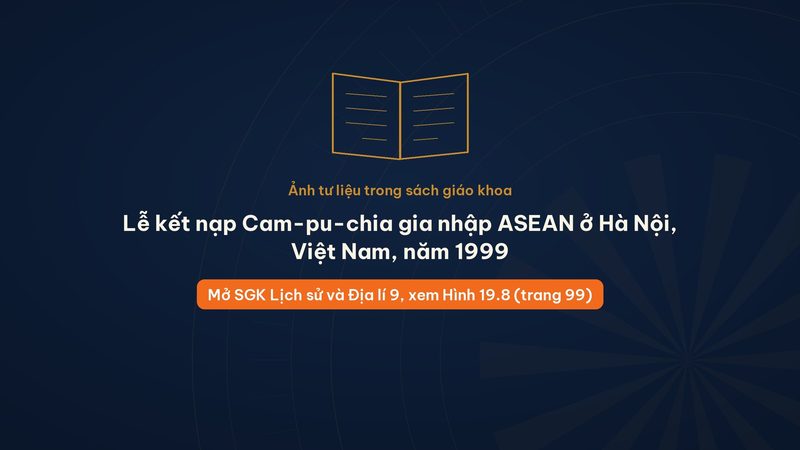 Ảnh tư liệu trong sách giáo khoa
Lễ kết nạp Cam-pu-chia gia nhập ASEAN ở Hà Nội,
Việt Nam, năm 1999
Mở SGK Lịch sử và Địa lí 9, xem Hình 19.8 (trang 99)